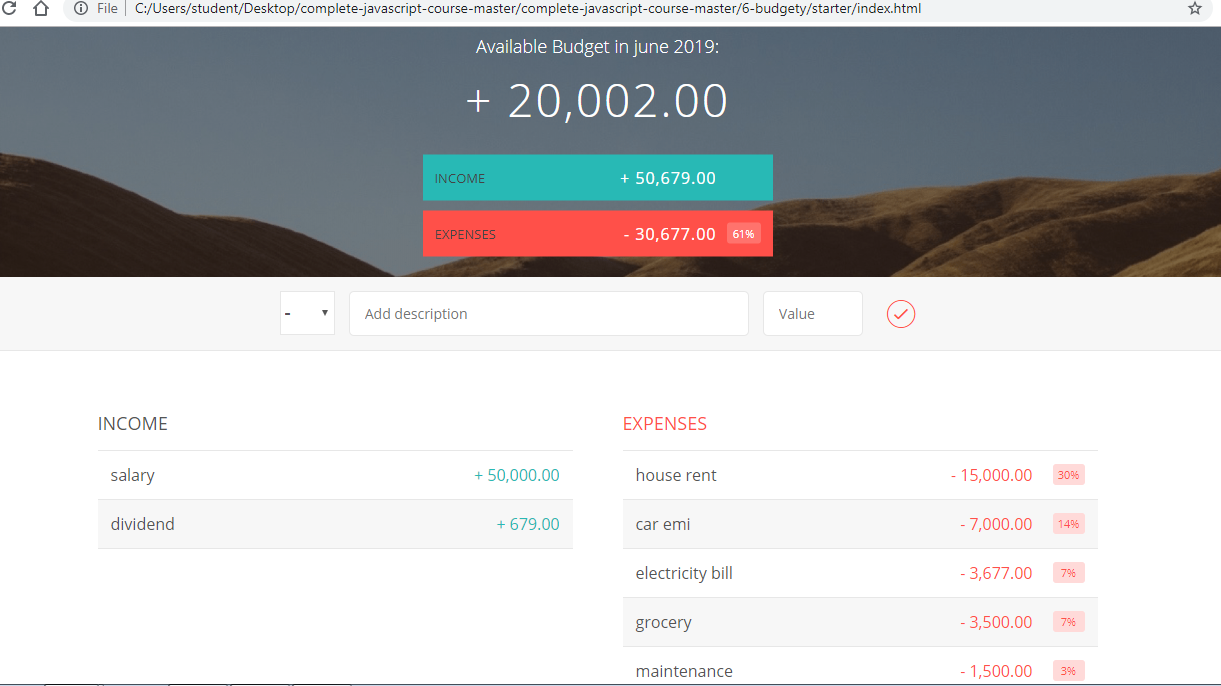 File
C:/Users/student/Desktop/complete-javascript-course-master/complete-javascript-course-master/6-budgety/starter/index.html
Available Budget in june 2019:
+ 20,002.00
INCOME + 50,679.00
EXPENSES - 30,677.00 61%
- Add description Value
INCOME
salary + 50,000.00
dividend + 679.00
EXPENSES
house rent - 15,000.00 30%
car emi - 7,000.00 14%
electricity bill - 3,677.00 7%
grocery - 3,500.00 7%
maintenance - 1,500.00 3%